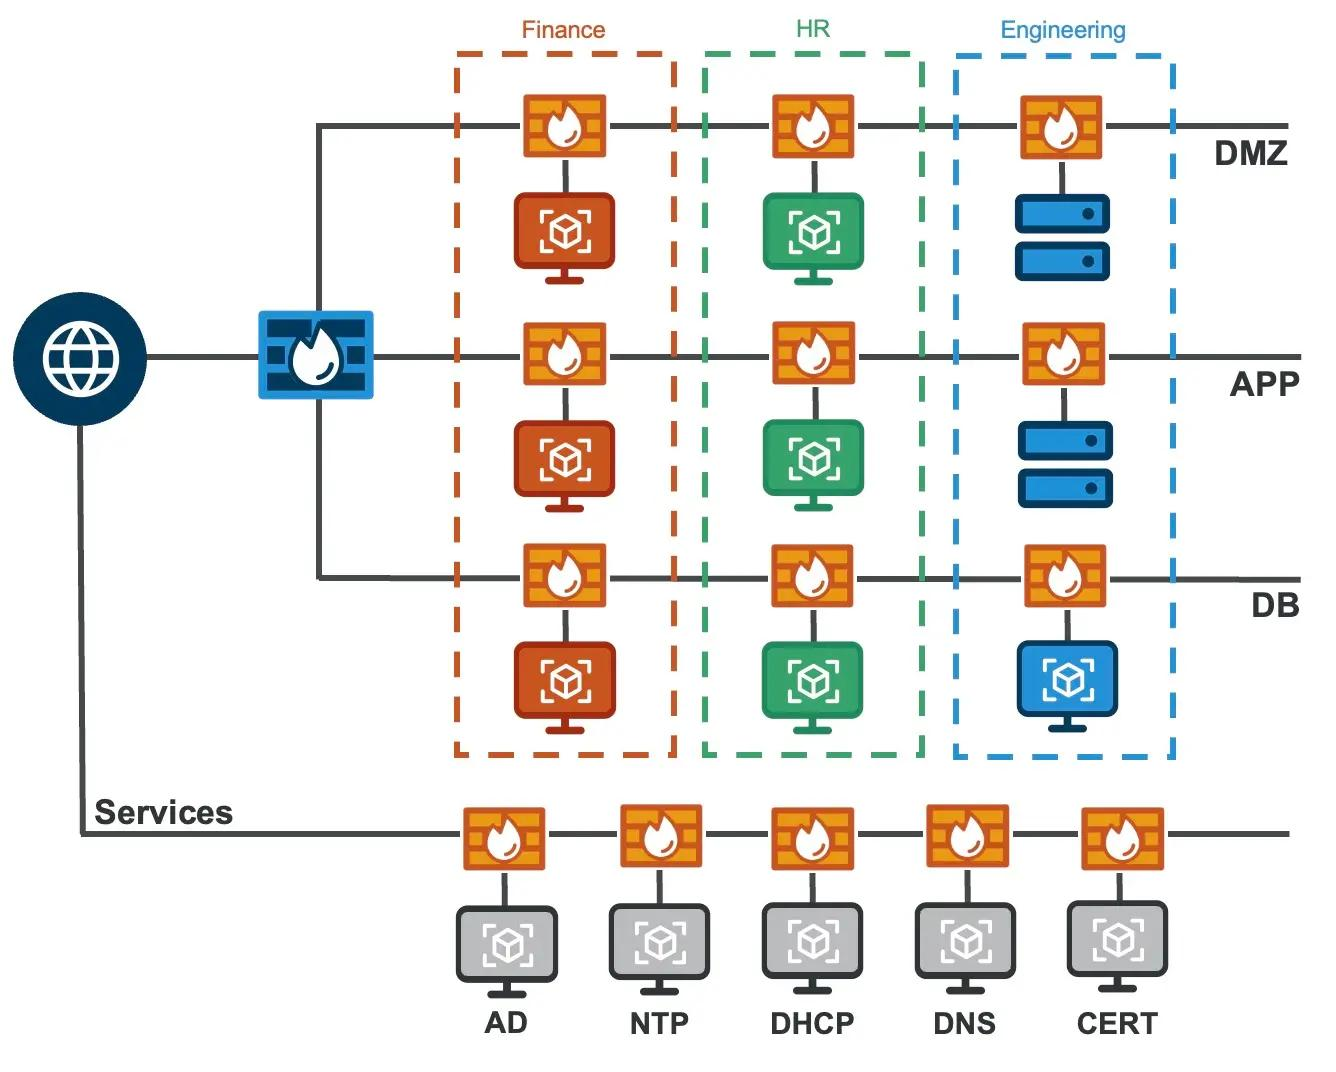 Finance
HR
Engineering
DMZ
APP
DB
Services
AD
NTP
DHCP
DNS
CERT